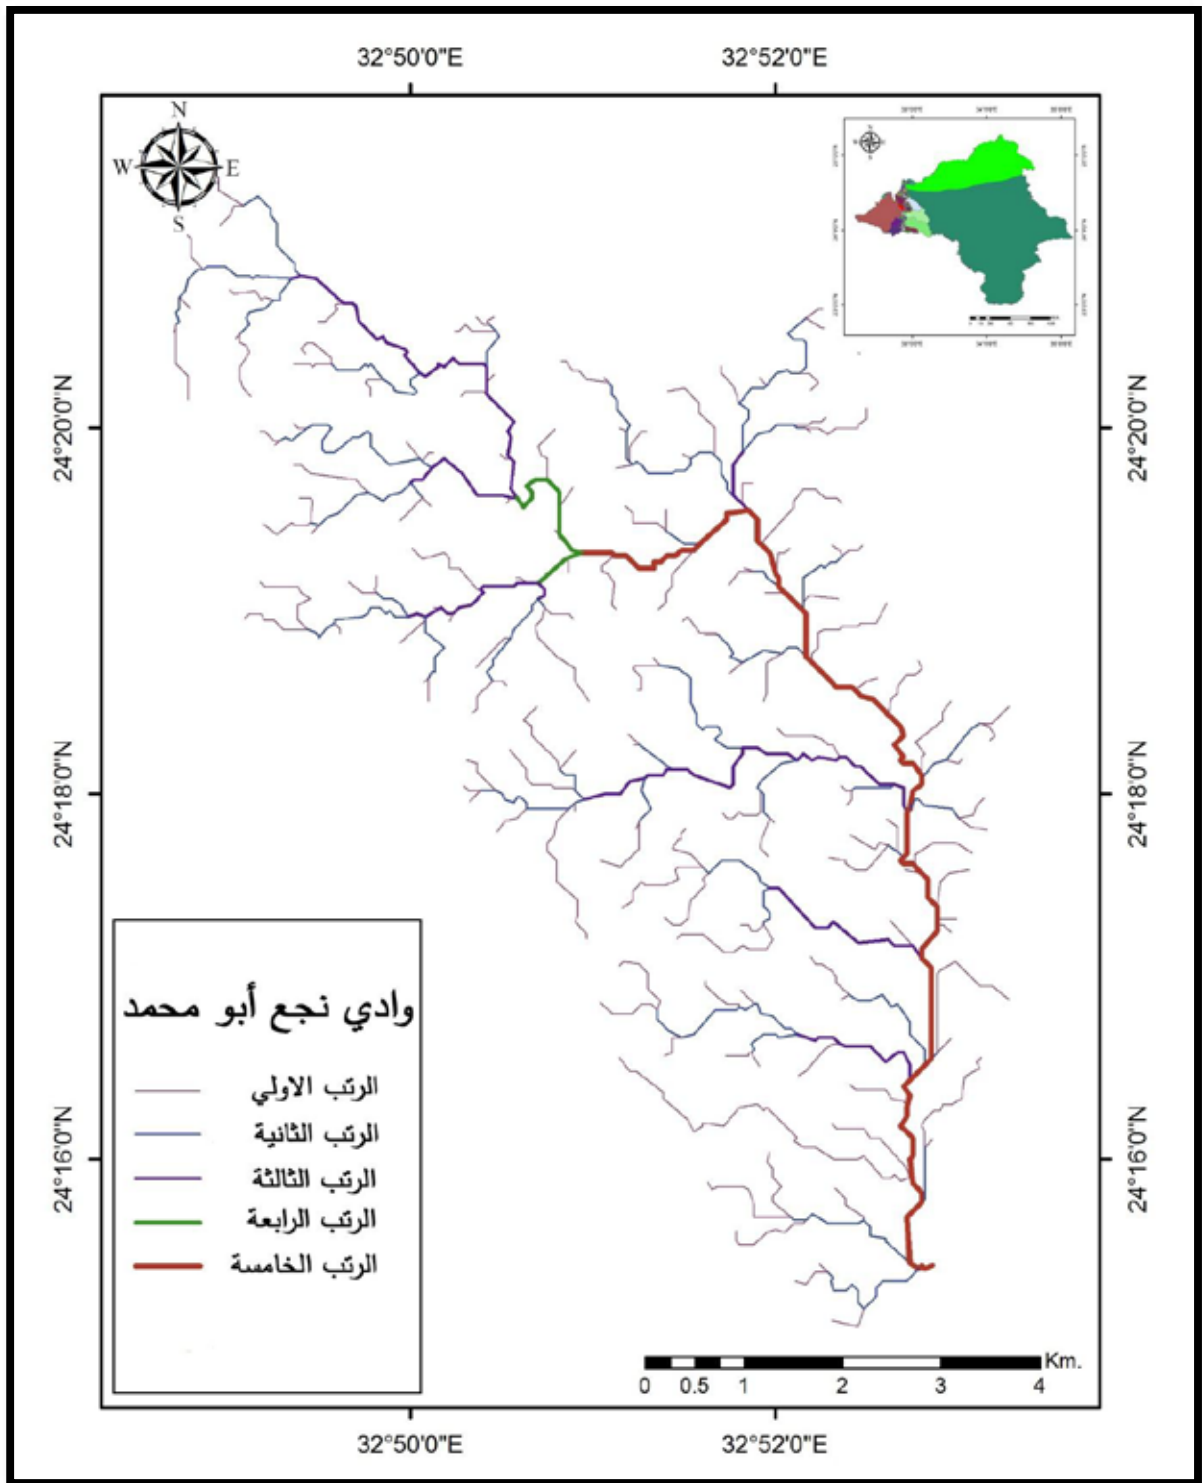 32°50'0"E 32°52'0"E
N
W E
S
24°20'0"N 24°20'0"N
24°18'0"N 24°18'0"N
وادي نجع أبو محمد
الرتب الاولي
الرتب الثانية
الرتب الثالثة
الرتب الرابعة
الرتب الخامسة
24°16'0"N 24°16'0"N
Km.
0 0.5 1 2 3 4
32°50'0"E 32°52'0"E